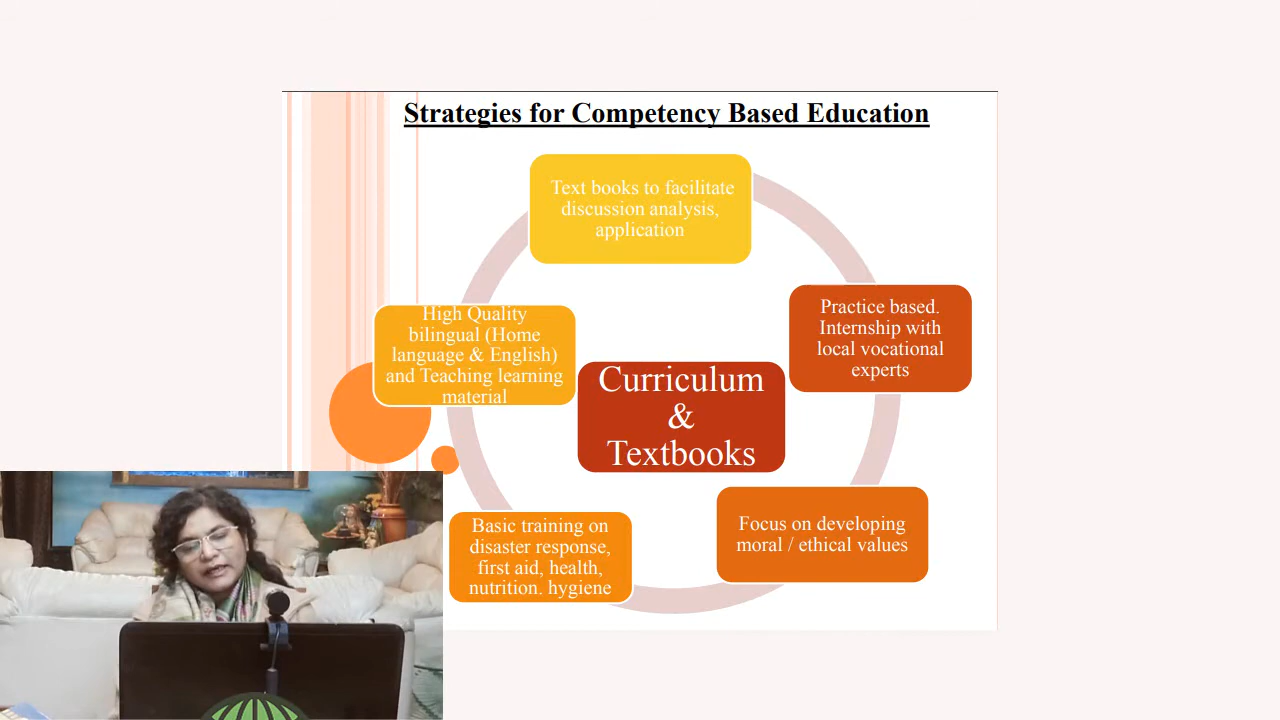 Strategies for Competency Based Education
Text books to facilitate
discussion analysis,
application
Practice based.
Internship with
local vocational
experts
Focus on developing
moral / ethical values
Basic training on
disaster response,
first aid, health,
nutrition. hygiene
High Quality
bilingual (Home
language & English)
and Teaching learning
material
Curriculum
&
Textbooks